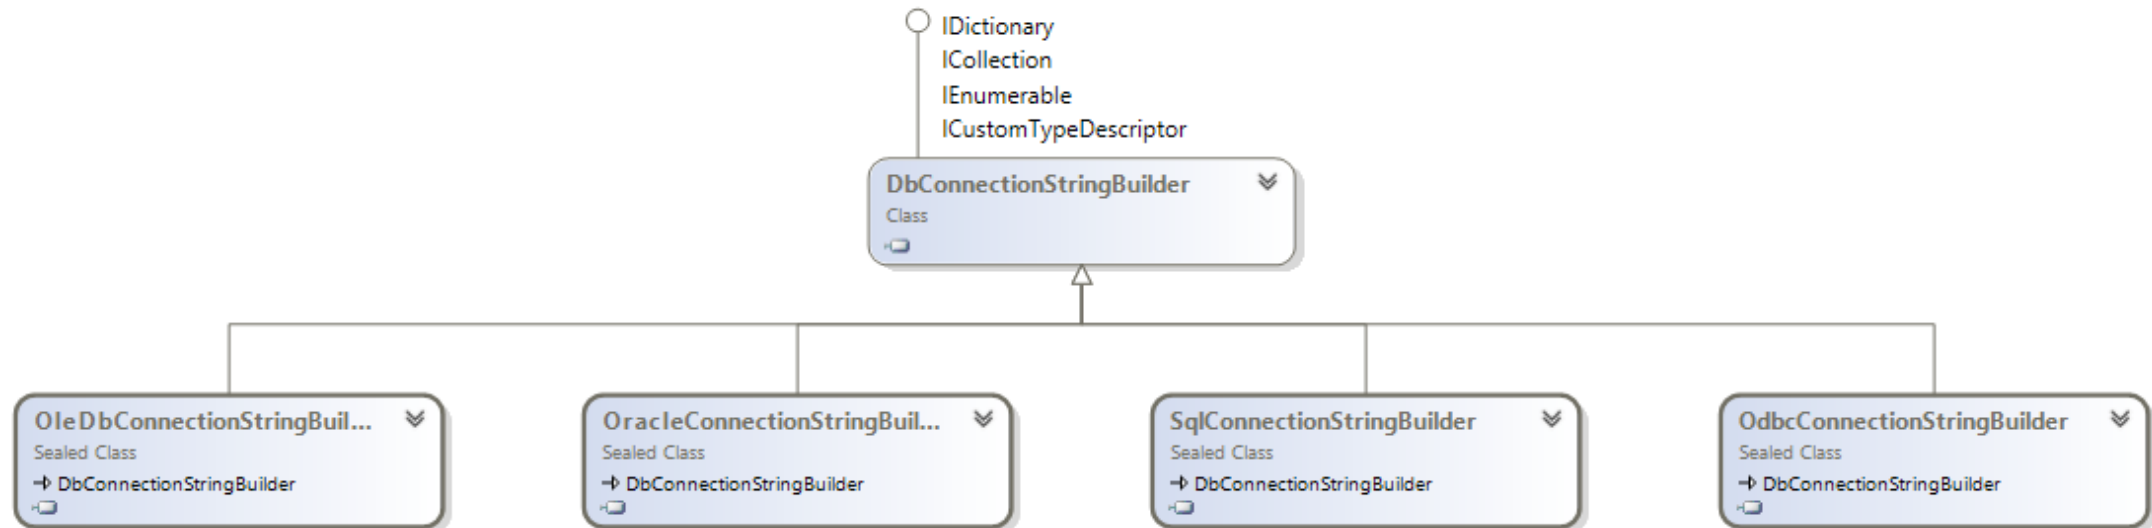 IDictionary
ICollection
IEnumerable
ICustomTypeDescriptor
DbConnectionStringBuilder
Class
OleDbConnectionStringBuil...
Sealed Class
DbConnectionStringBuilder
OracleConnectionStringBuil...
Sealed Class
DbConnectionStringBuilder
SqlConnectionStringBuilder
Sealed Class
DbConnectionStringBuilder
OdbcConnectionStringBuilder
Sealed Class
DbConnectionStringBuilder